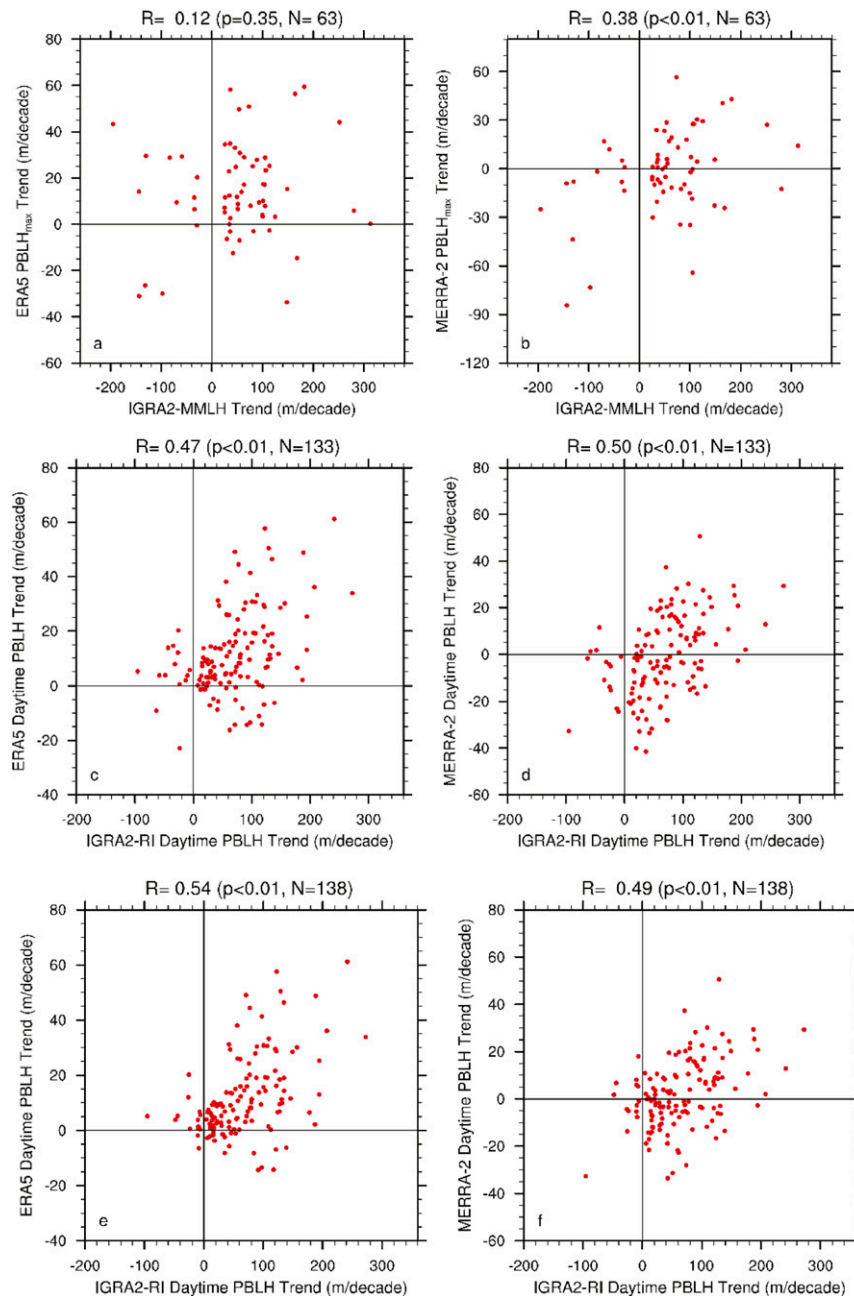 R= 0.12 (p=0.35, N= 63)
80
60
40
20
0
-20
-40
-60
-200 -100 0 100 200 300
ERA5 PBLHmax Trend (m/decade)
a
IGRA2-MMLH Trend (m/decade)
R= 0.38 (p<0.01, N= 63)
60
30
0
-30
-60
-90
-120
-200 -100 0 100 200 300
MERRA-2 PBLHmax Trend (m/decade)
b
IGRA2-MMLH Trend (m/decade)
R= 0.47 (p<0.01, N=133)
80
60
40
20
0
-20
-40
-200 -100 0 100 200 300
ERA5 Daytime PBLH Trend (m/decade)
c
IGRA2-RI Daytime PBLH Trend (m/decade)
R= 0.50 (p<0.01, N=133)
80
60
40
20
0
-20
-40
-60
-200 -100 0 100 200 300
MERRA-2 Daytime PBLH Trend (m/decade)
d
IGRA2-RI Daytime PBLH Trend (m/decade)
R= 0.54 (p<0.01, N=138)
80
60
40
20
0
-20
-40
-60
-200 -100 0 100 200 300
ERA5 Daytime PBLH Trend (m/decade)
e
IGRA2-RI Daytime PBLH Trend (m/decade)
R= 0.49 (p<0.01, N=138)
80
60
40
20
0
-20
-40
-60
-200 -100 0 100 200 300
MERRA-2 Daytime PBLH Trend (m/decade)
f
IGRA2-RI Daytime PBLH Trend (m/decade)